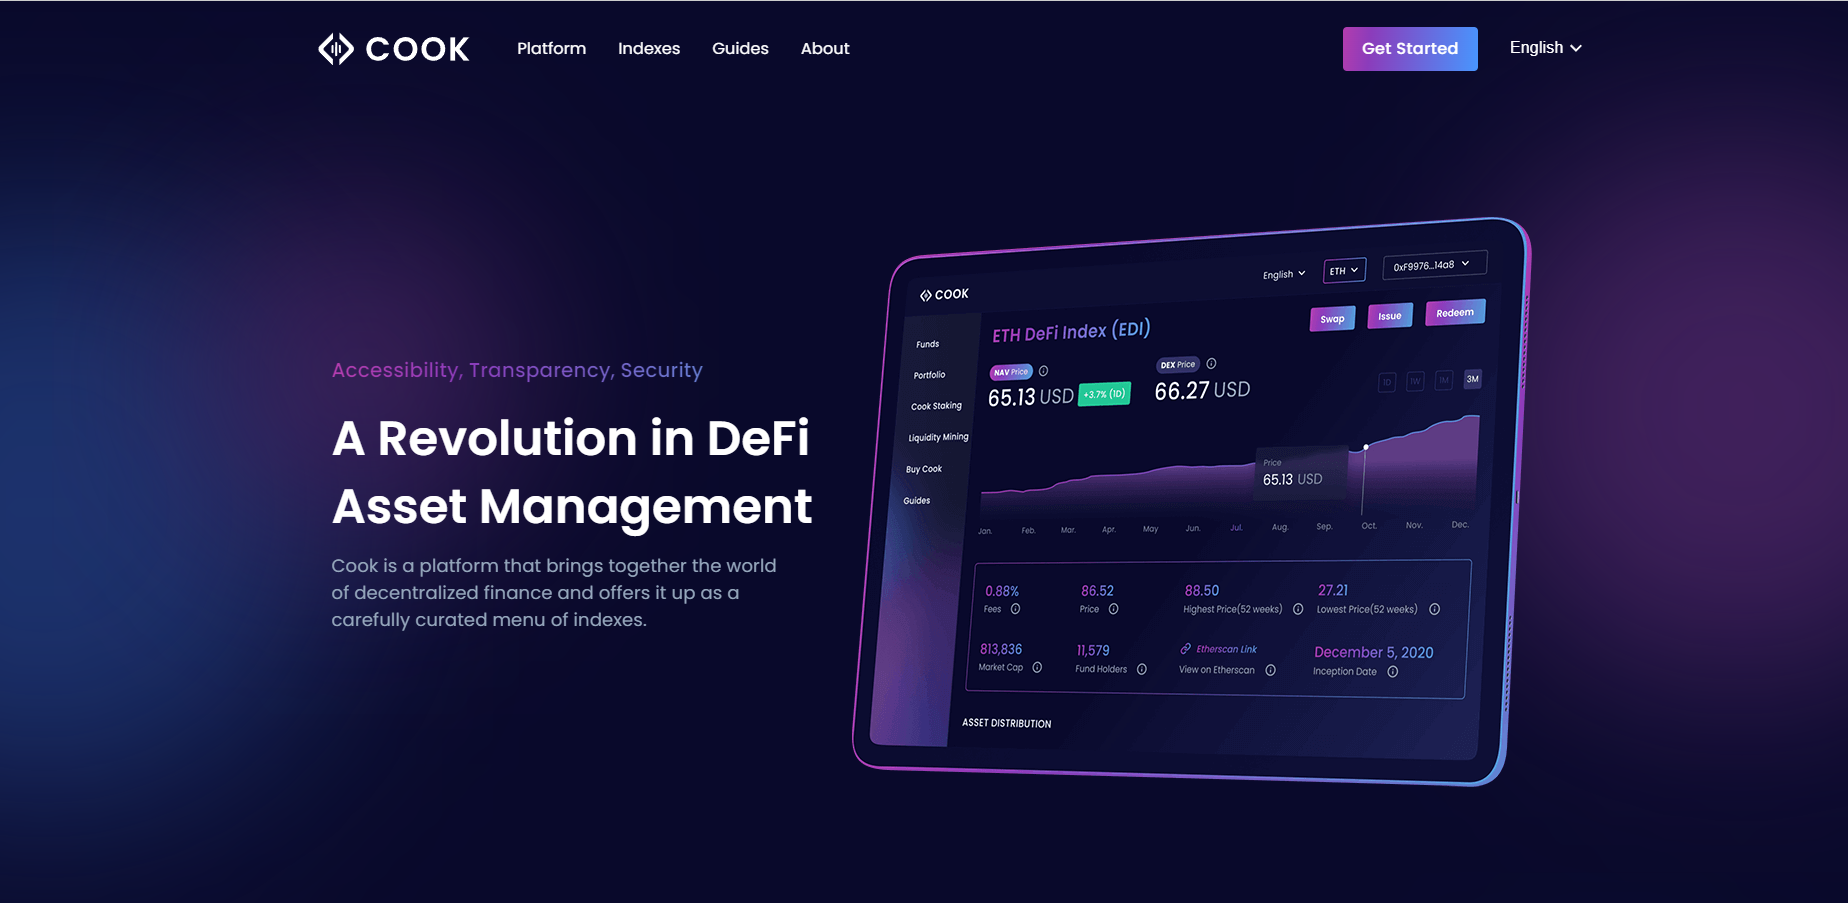 COOK
Platform
Indexes
Guides
About
Get Started
English
Accessibility, Transparency, Security
A Revolution in DeFi
Asset Management
Cook is a platform that brings together the world
of decentralized finance and offers it up as a
carefully curated menu of indexes.
COOK
English
ETH
0xF9976...14a8
Funds
Portfolio
Cook Staking
Liquidity Mining
Buy Cook
Guides
ETH DeFi Index (EDI)
Swap
Issue
Redeem
NAV Price
DEX Price
65.13 USD +3.7% (1D)
66.27 USD
1D
1W
1M
3M
Price
65.13 USD
Jan.
Feb.
Mar.
Apr.
May
Jun.
Jul.
Aug.
Sep.
Oct.
Nov.
Dec.
0.88%
Fees
86.52
Price
88.50
Highest Price(52 weeks)
27.21
Lowest Price(52 weeks)
813,836
Market Cap
11,579
Fund Holders
Etherscan Link
View on Etherscan
December 5, 2020
Inception Date
ASSET DISTRIBUTION